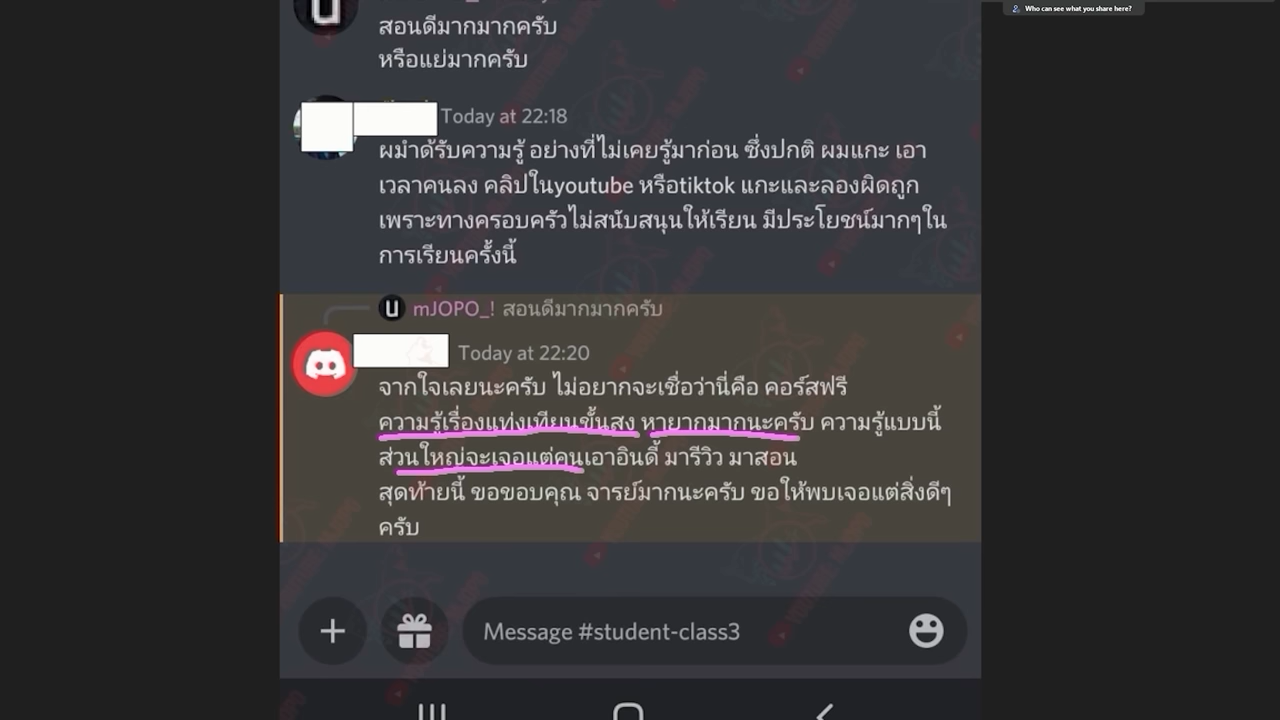 Who can see what you share here?
สอนดีมากมากครับ
หรือแย่มากครับ
Today at 22:18
ผมำด้รับความรู้ อย่างที่ไม่เคยรู้มาก่อน ซึ่งปกติ ผมแกะ เอา
เวลาคนลง คลิปในyoutube หรือtiktok แกะและลองผิดถูก
เพราะทางครอบครัวไม่สนับสนุนให้เรียน มีประโยชน์มากๆใน
การเรียนครั้งนี้
mJOPO_! สอนดีมากมากครับ
Today at 22:20
จากใจเลยนะครับ ไม่อยากจะเชื่อว่านี่คือ คอร์สฟรี
ความรู้เรื่องแท่งเทียนขั้นสูง หายากมากนะครับ ความรู้แบบนี้
ส่วนใหญ่จะเจอแต่คนเอาอินดี้ มารีวิว มาสอน
สุดท้ายนี้ ขอขอบคุณ จารย์มากนะครับ ขอให้พบเจอแต่สิ่งดีๆ
ครับ
Message #student-class3